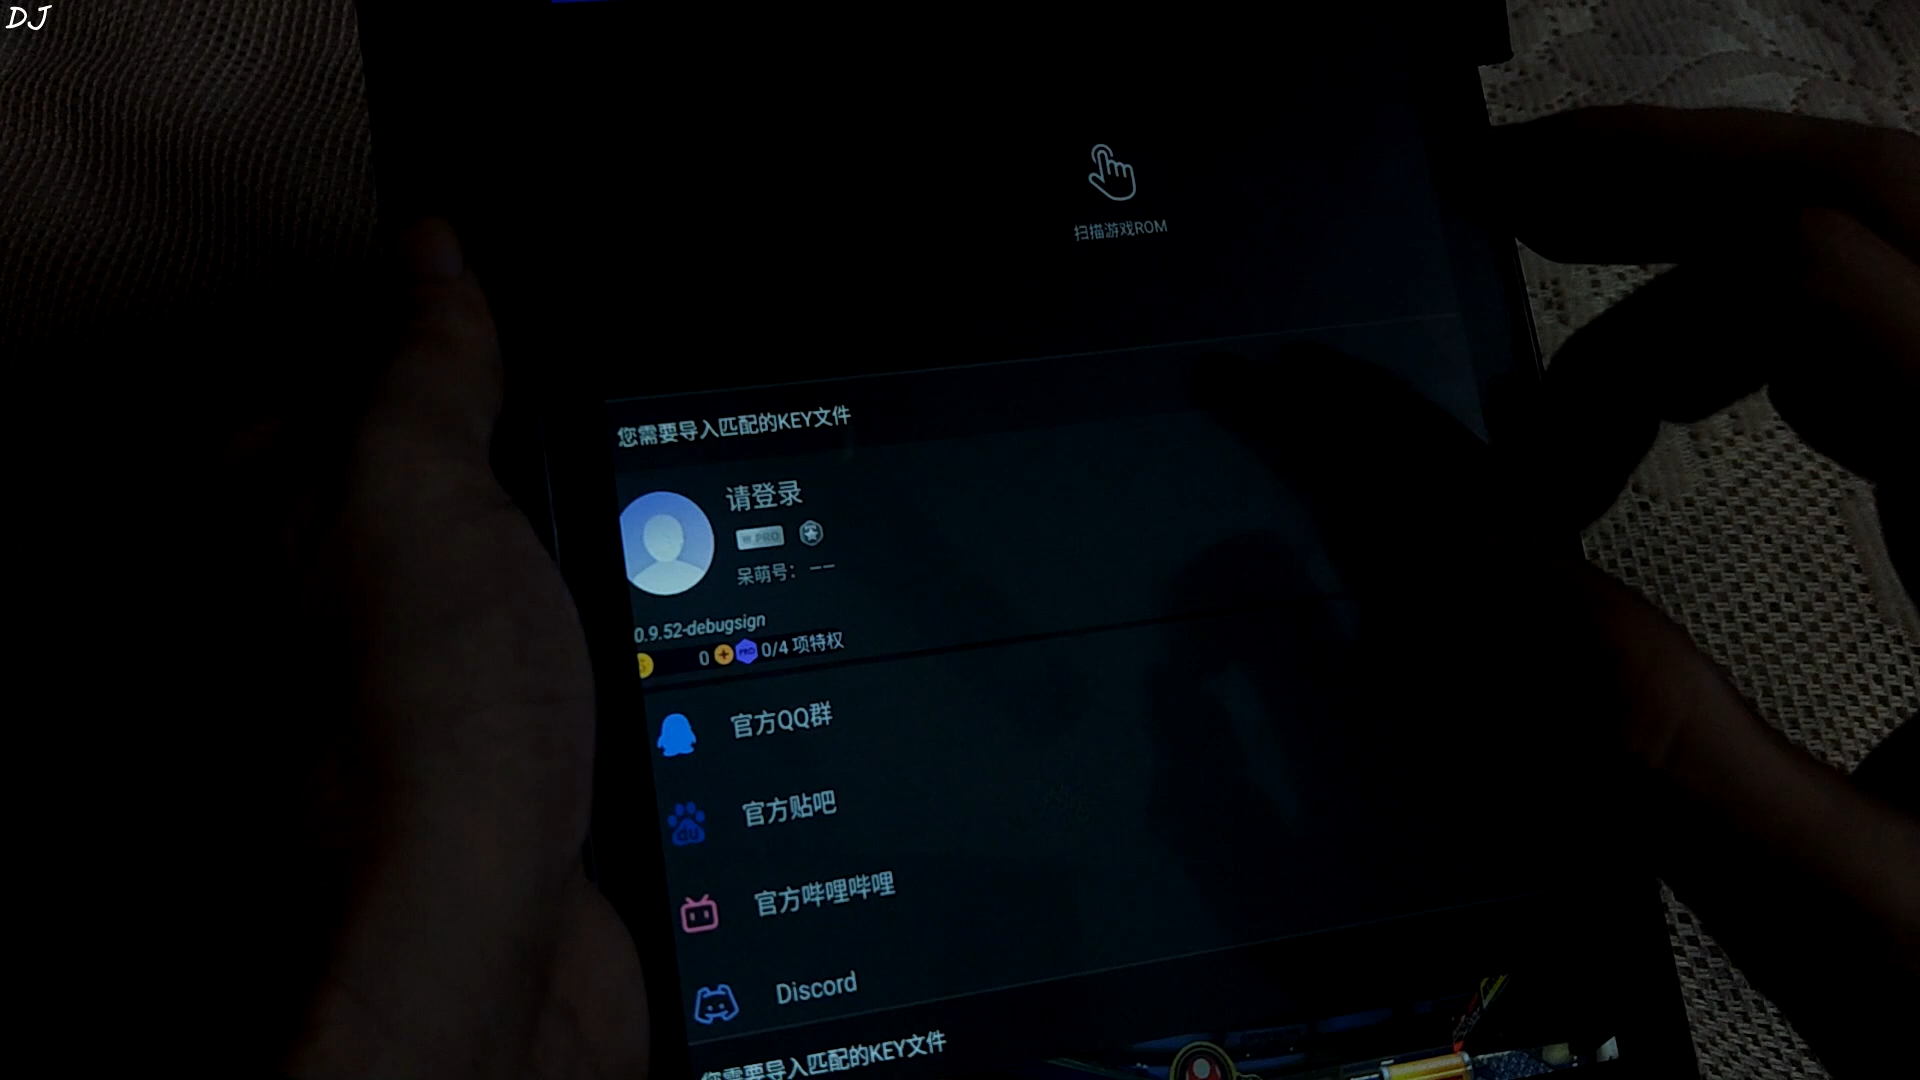 DJ
扫描游戏ROM
您需要导入匹配的KEY文件
请登录
PRO
呆萌号: --
0.9.52-debugsign
0 PRO 0/4 项特权
官方QQ群
du
官方贴吧
官方哔哩哔哩
Discord
您需要导入匹配的KEY文件